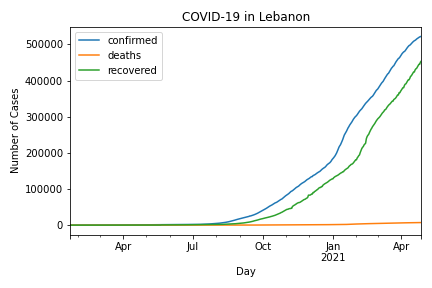 COVID-19 in Lebanon
confirmed
deaths
recovered
Number of Cases
500000
400000
300000
200000
100000
0
Apr
Jul
Oct
Jan
2021
Apr
Day